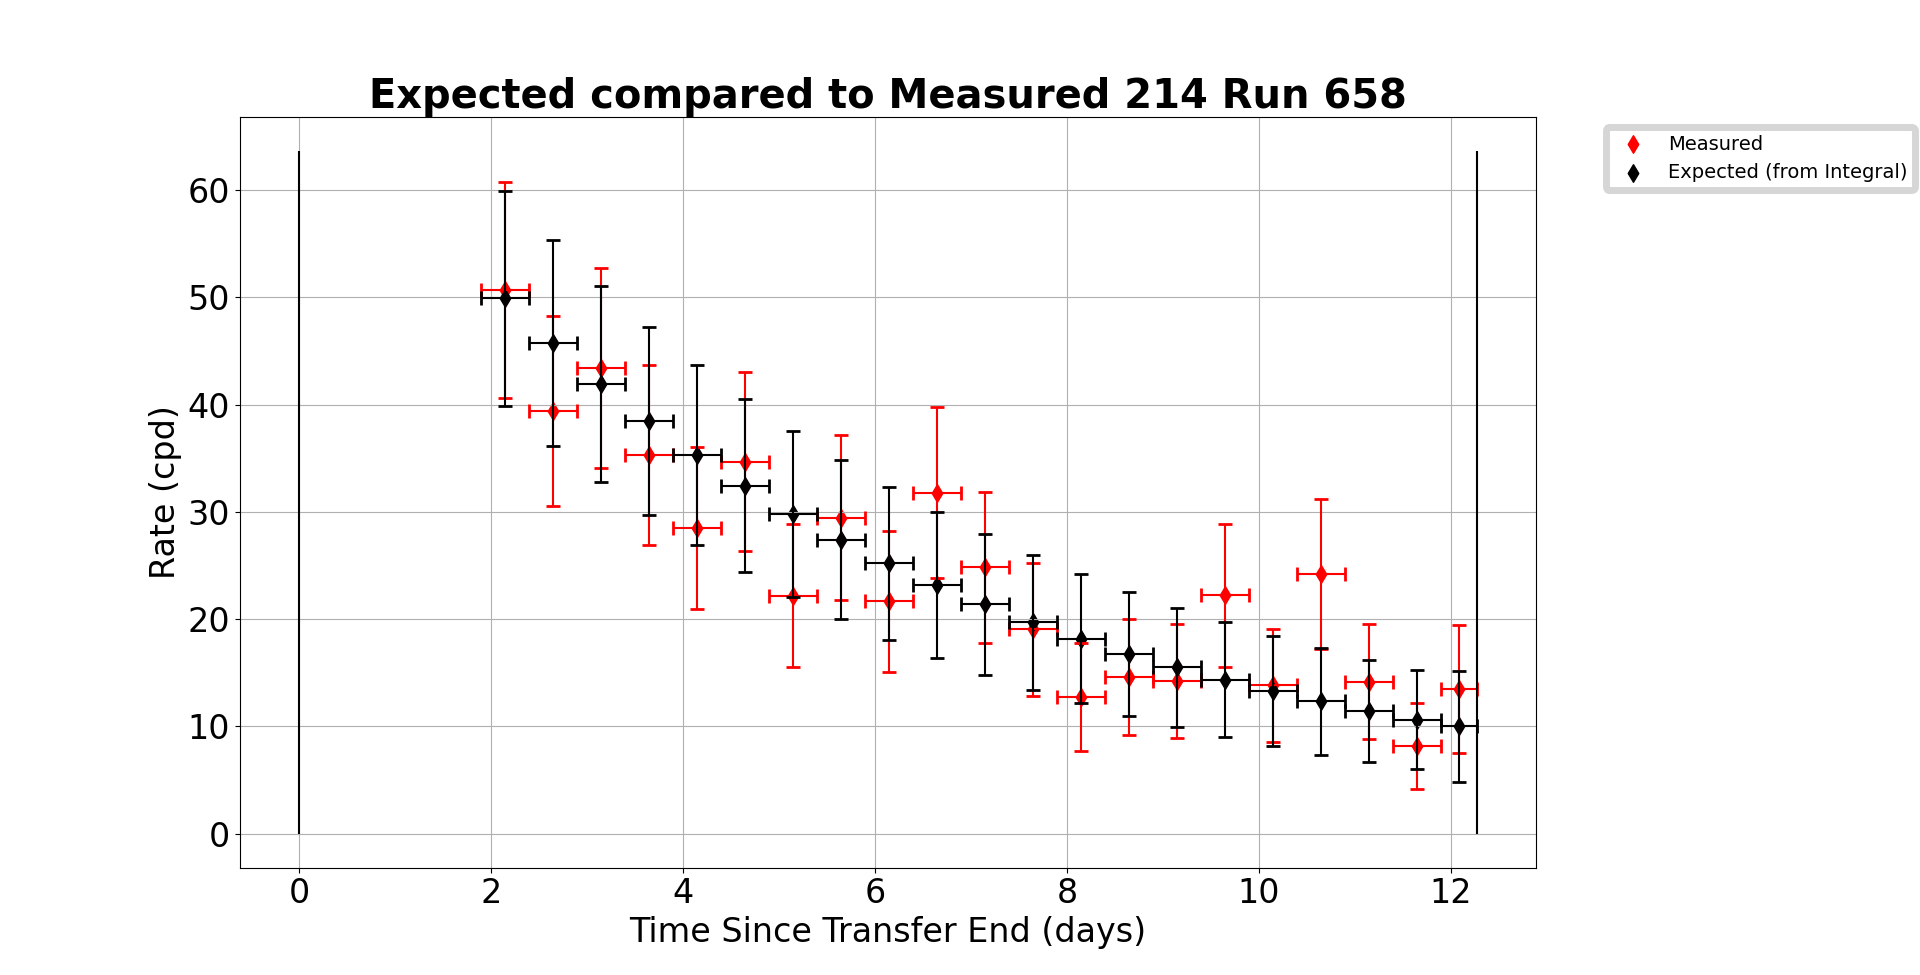 Expected compared to Measured 214 Run 658
Measured
Expected (from Integral)
Rate (cpd)
60
50
40
30
20
10
0
0 2 4 6 8 10 12
Time Since Transfer End (days)